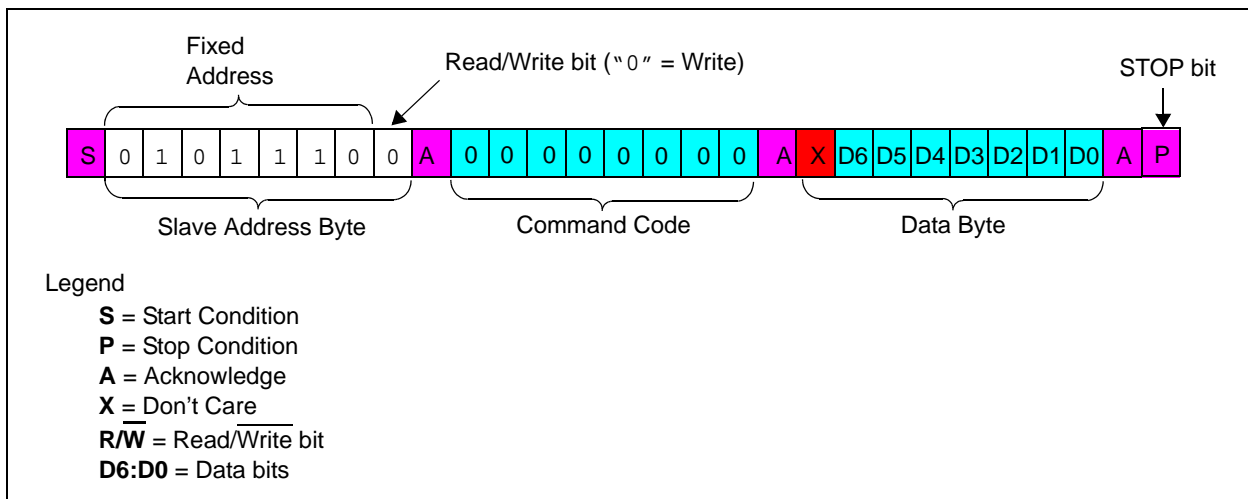 Fixed
Address
Read/Write bit (“0” = Write)
STOP bit
S 0 1 0 1 1 1 0 0 A 0 0 0 0 0 0 0 0 A X D6 D5 D4 D3 D2 D1 D0 A P
Slave Address Byte Command Code Data Byte
Legend
S = Start Condition
P = Stop Condition
A = Acknowledge
X = Don't Care
R/W̅ = Read/W̅r̅i̅t̅e̅ bit
D6:D0 = Data bits